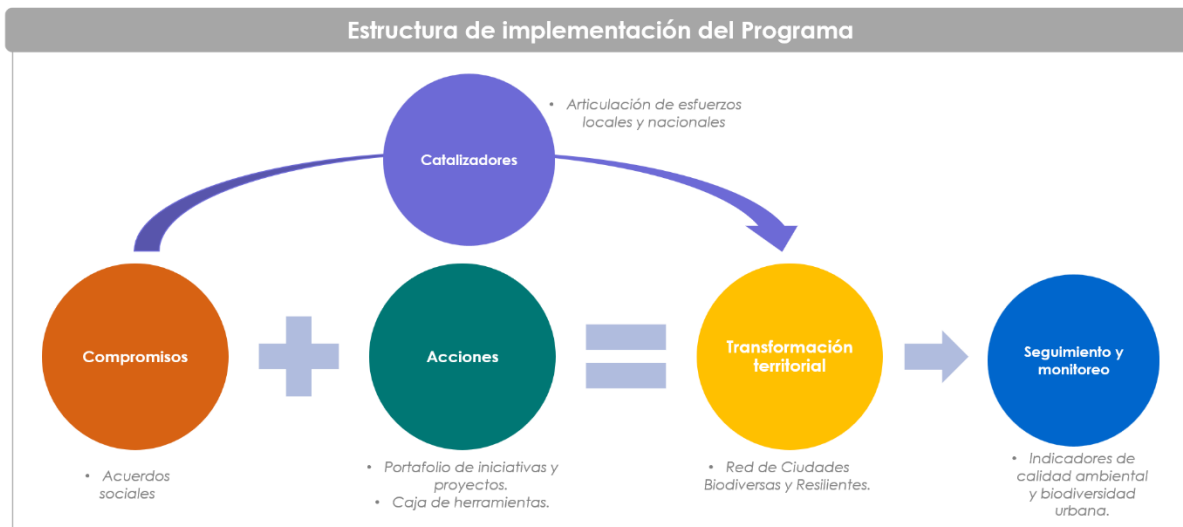 Estructura de implementación del Programa
• Articulación de esfuerzos
locales y nacionales
Catalizadores
Compromisos
Acciones
Transformación
territorial
Seguimiento y
monitoreo
• Acuerdos
sociales
• Portafolio de iniciativas y
proyectos.
• Caja de herramientas.
• Red de Ciudades
Biodiversas y Resilientes.
• Indicadores de
calidad ambiental
y biodiversidad
urbana.